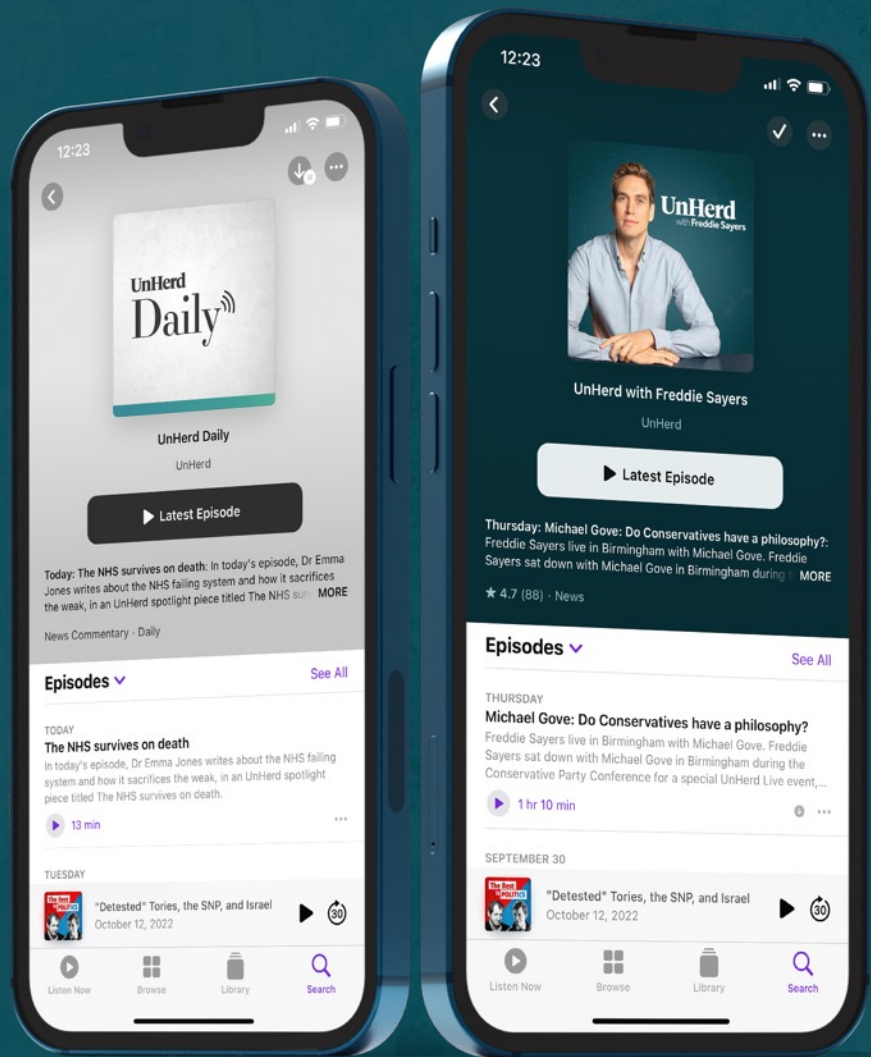 12:23
UnHerd
Daily
UnHerd Daily
UnHerd
Latest Episode
Today: The NHS survives on death: In today's episode, Dr Emma
Jones writes about the NHS failing system and how it sacrifices
the weak, in an UnHerd spotlight piece titled The NHS sur MORE
News Commentary · Daily
Episodes
See All
TODAY
The NHS survives on death
In today's episode, Dr Emma Jones writes about the NHS failing
system and how it sacrifices the weak, in an UnHerd spotlight
piece titled The NHS survives on death.
13 min
TUESDAY
The Rest
POLITICS
"Detested" Tories, the SNP, and Israel
October 12, 2022
30
Listen Now
Browse
Library
Search
12:23
UnHerd
with Freddie Sayers
UnHerd with Freddie Sayers
UnHerd
Latest Episode
Thursday: Michael Gove: Do Conservatives have a philosophy?:
Freddie Sayers live in Birmingham with Michael Gove. Freddie
Sayers sat down with Michael Gove in Birmingham during MORE
4.7 (88) · News
Episodes
See All
THURSDAY
Michael Gove: Do Conservatives have a philosophy?
Freddie Sayers live in Birmingham with Michael Gove. Freddie
Sayers sat down with Michael Gove in Birmingham during the
Conservative Party Conference for a special UnHerd Live event,...
1 hr 10 min
SEPTEMBER 30
The Rest
POLITICS
"Detested" Tories, the SNP, and Israel
October 12, 2022
30
Listen Now
Browse
Library
Search